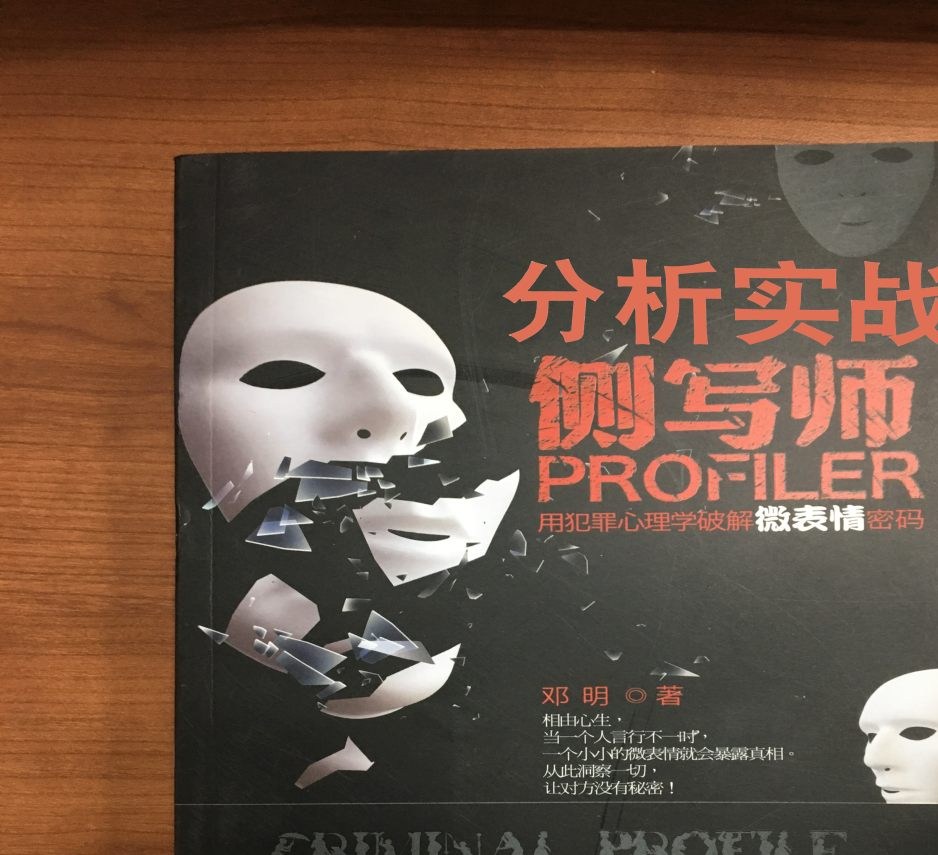 分析实战
侧写师
PROFILER
用犯罪心理学破解微表情密码
邓明◎著
相由心生，
当一个人言行不一时，
一个小小的微表情就会暴露真相。
从此洞察一切，
让对方没有秘密！
CRIMINAL PROFILE